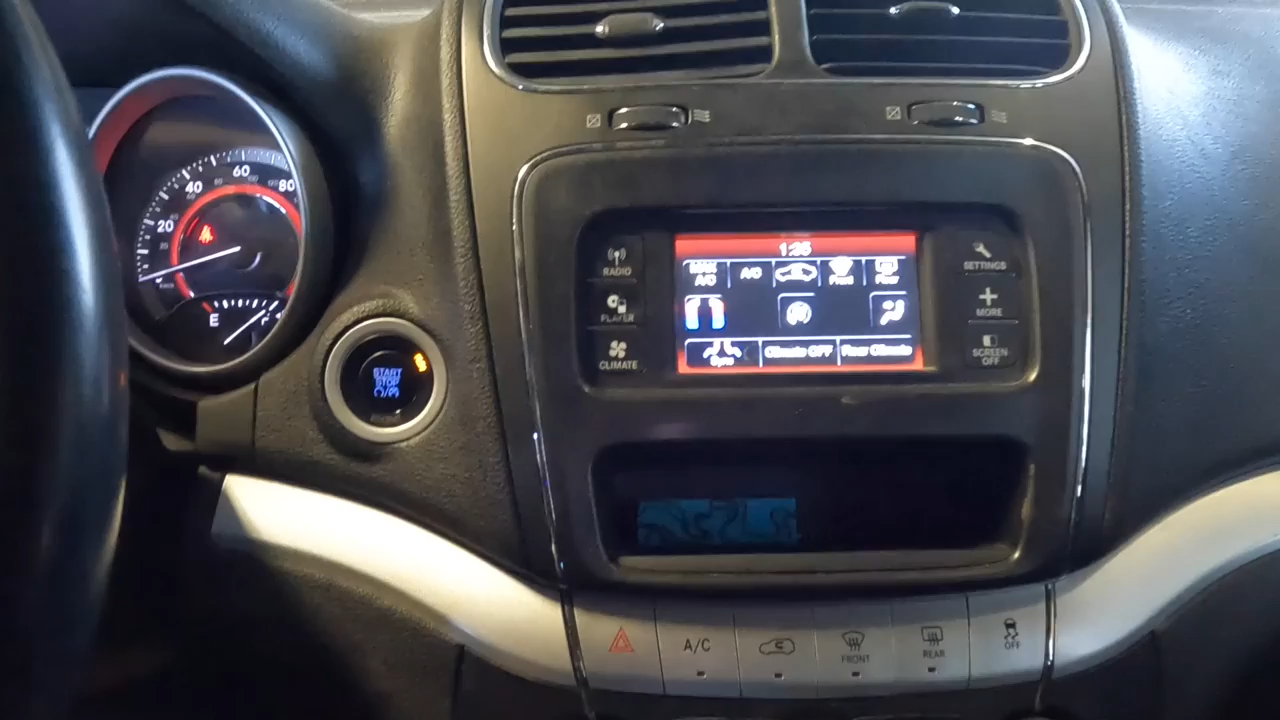 20
40
60
80
E
START
STOP
RADIO
PLAYER
CLIMATE
1:25
MAX
A/C
A/C
Front
Rear
Sync
Climate OFF
Rear Climate
SETTINGS
MORE
SCREEN
OFF
A/C
FRONT
REAR
OFF